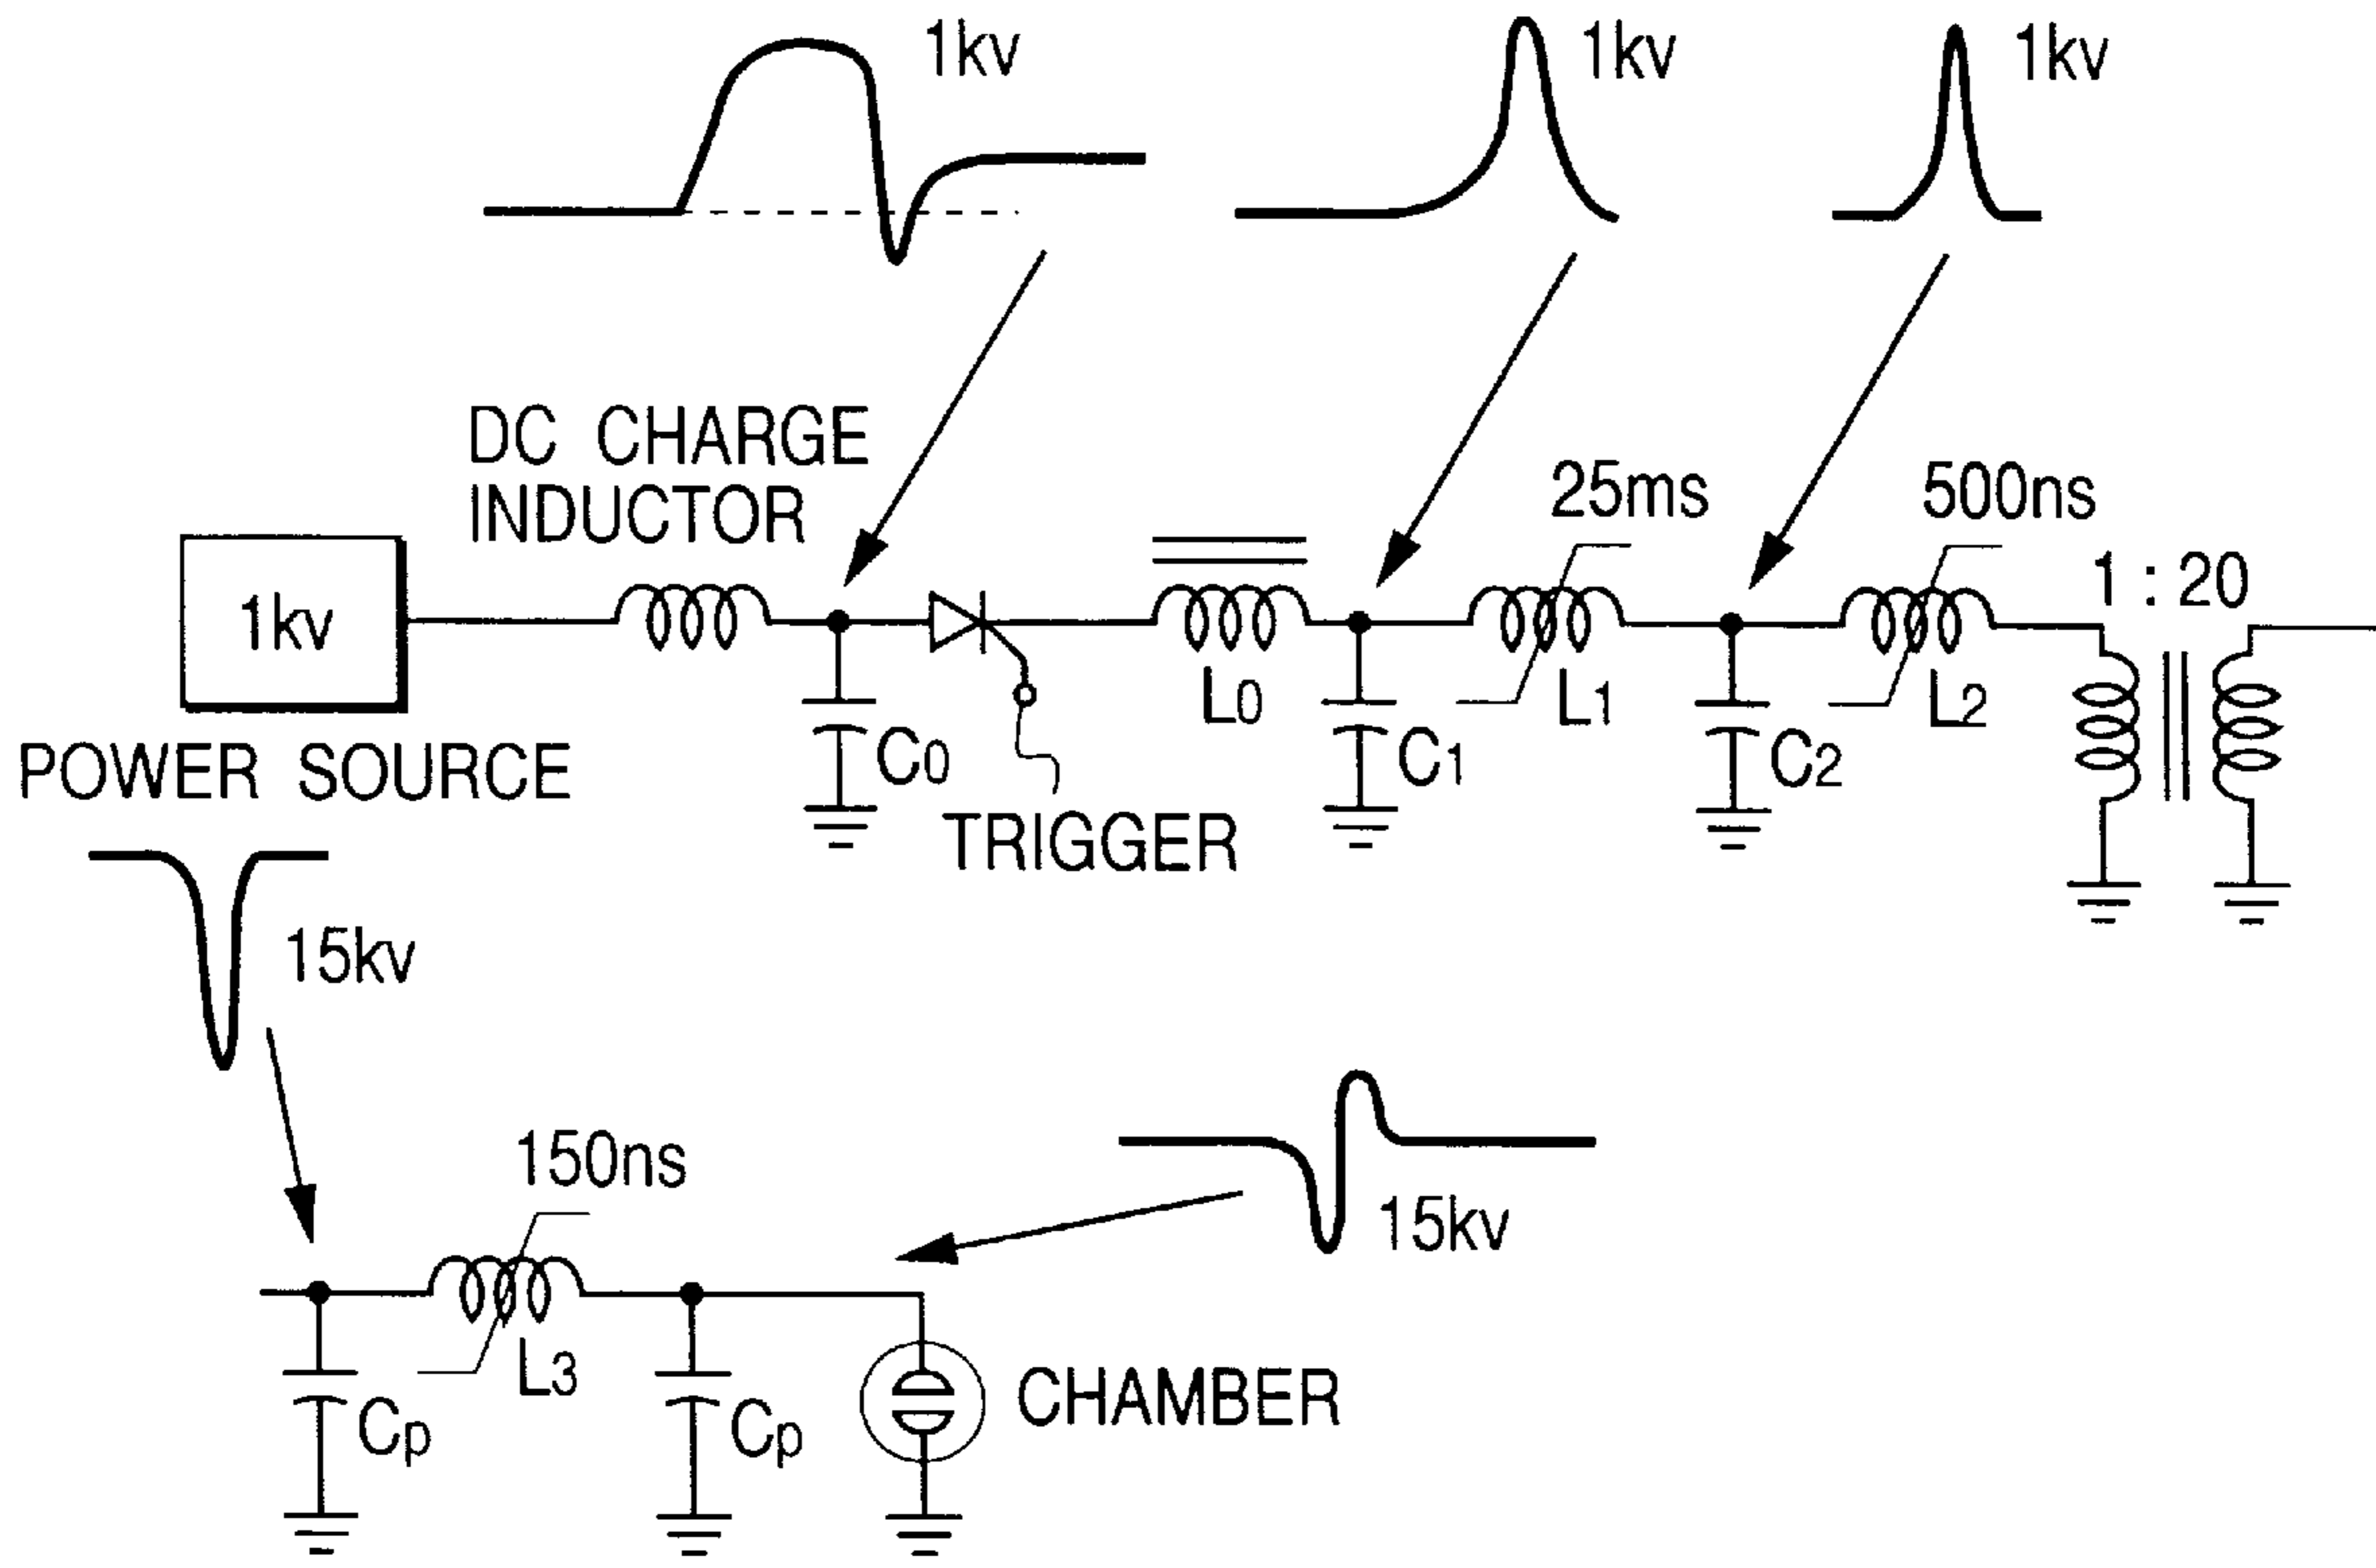 1kv
1kv
1kv
DC CHARGE
INDUCTOR
25ms
500ns
1 : 20
1kv
L0
L1
L2
POWER SOURCE
C0
C1
C2
TRIGGER
15kv
150ns
15kv
L3
Cp
Cp
CHAMBER